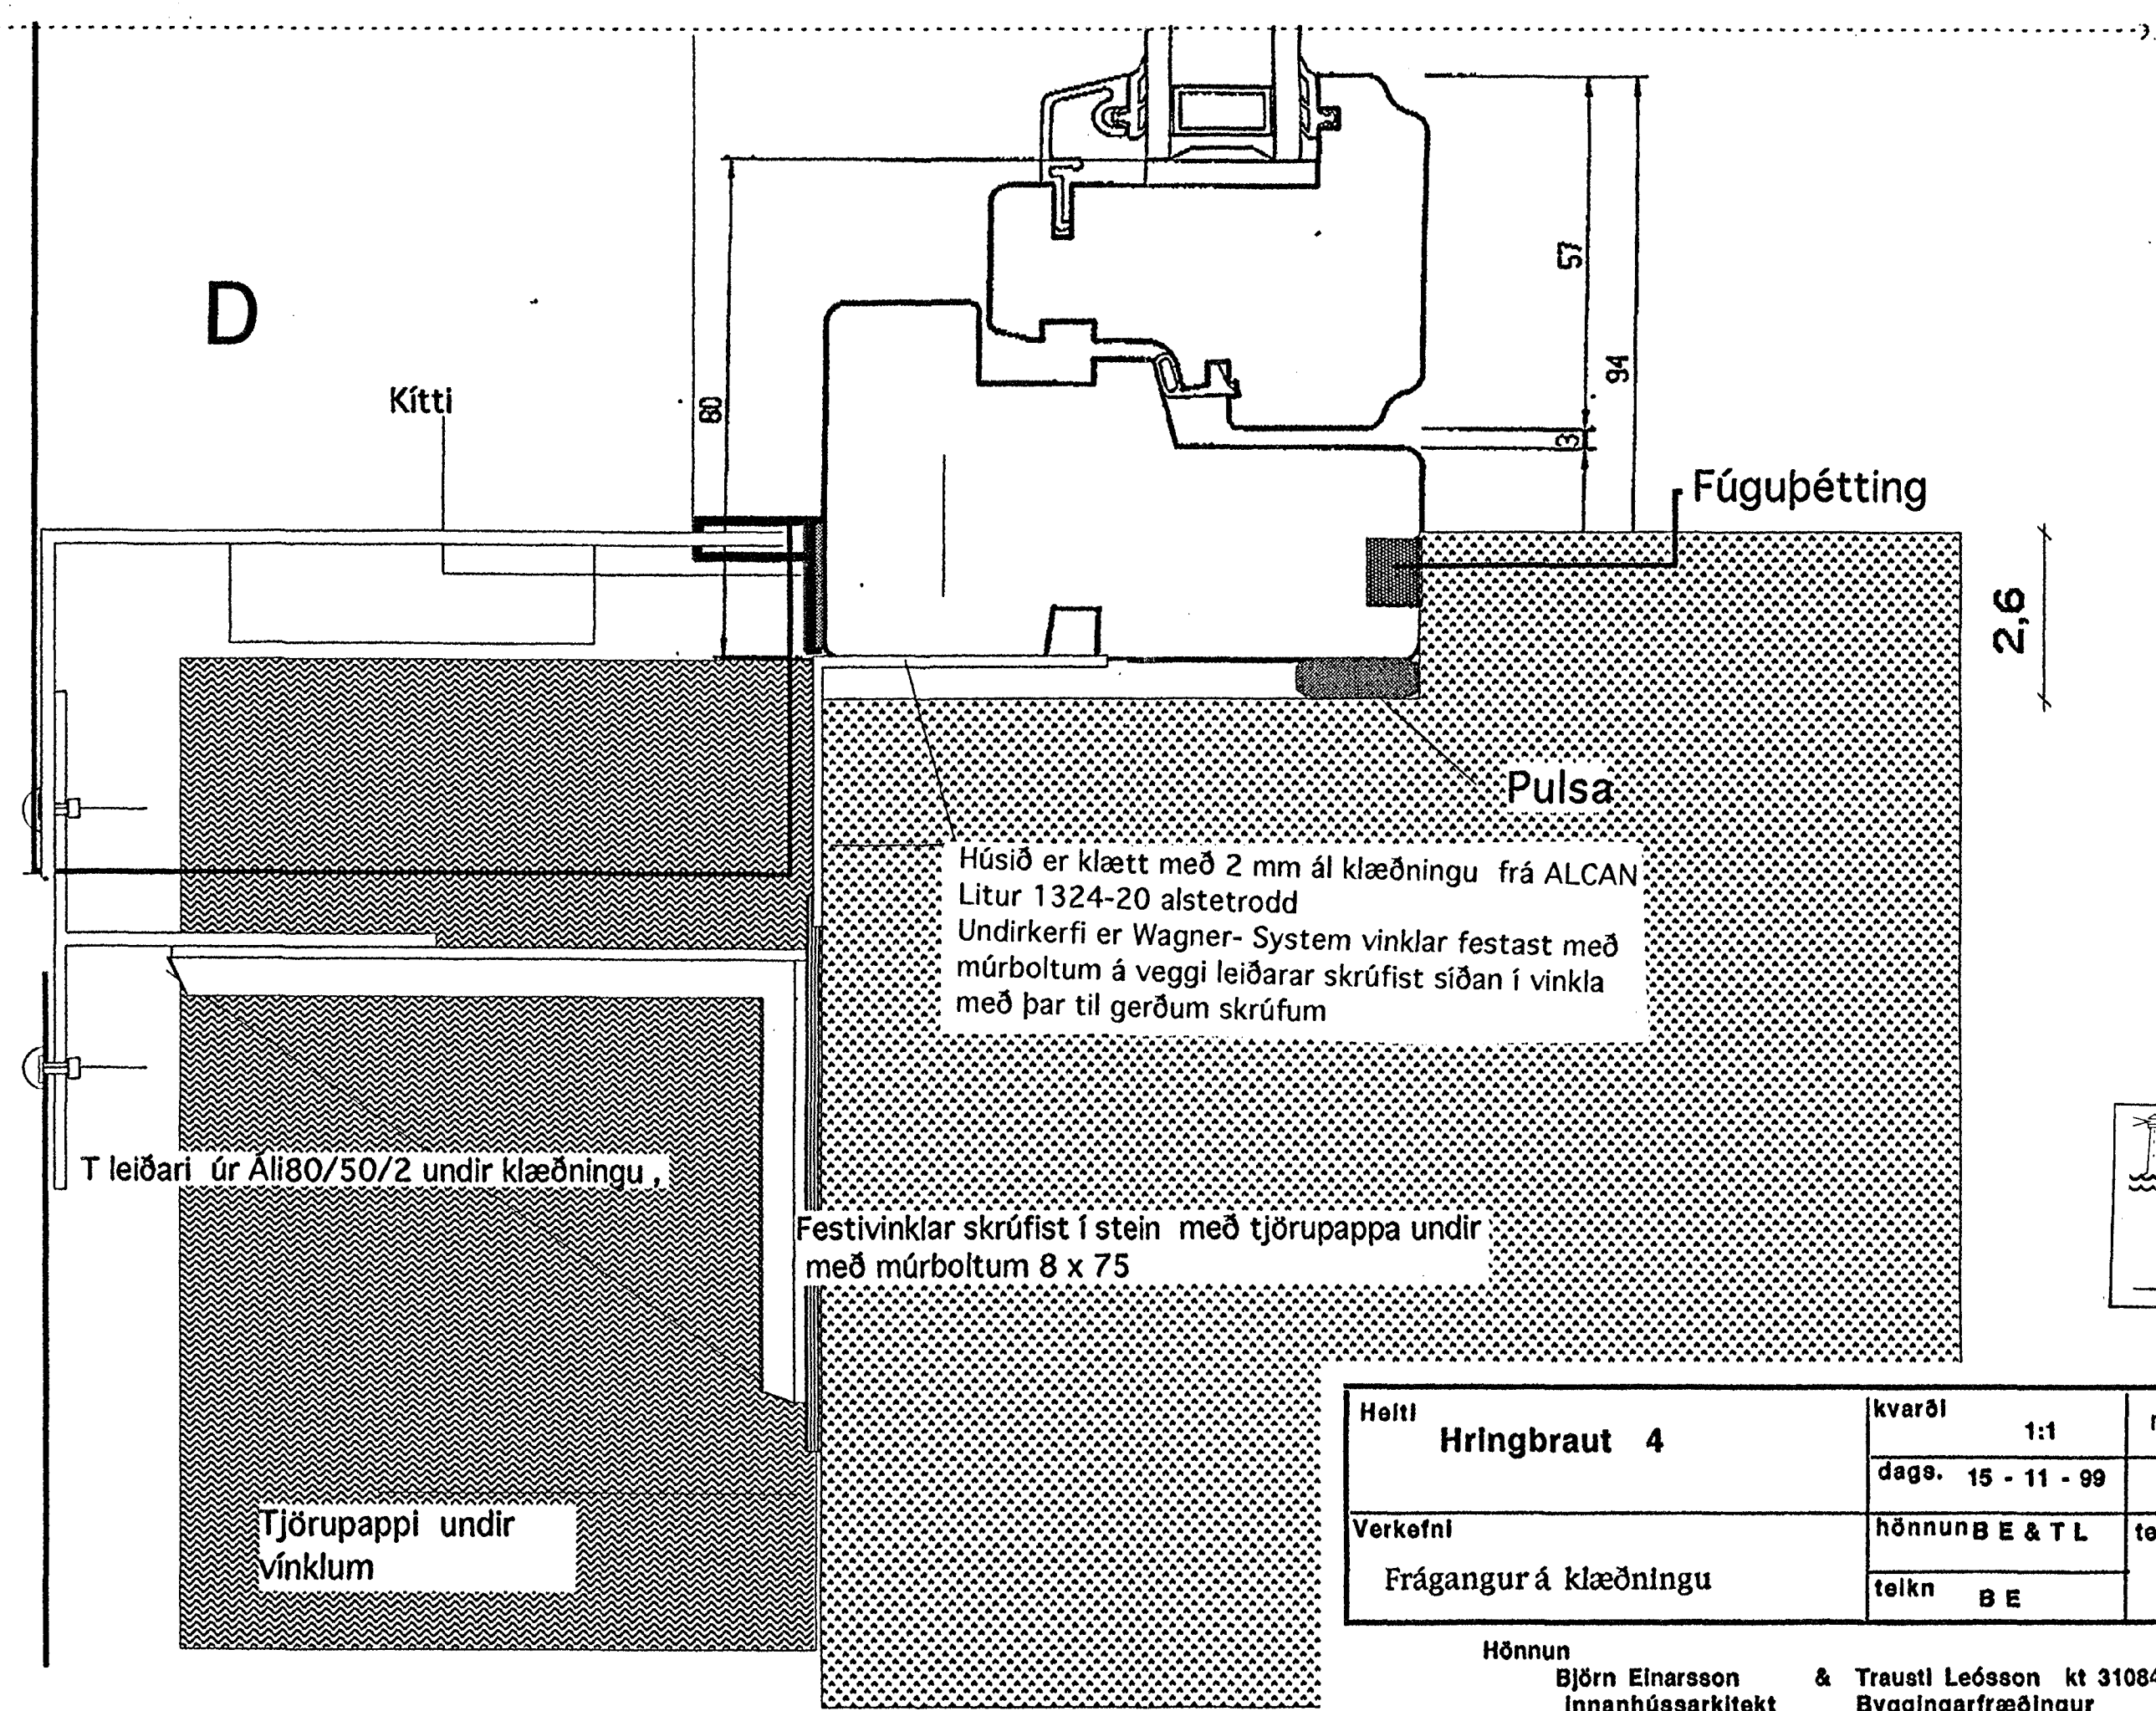 D
Kítti
80
57
94
3
Fúguþétting
2,6
Pulsa
Húsið er klætt með 2 mm ál klæðningu frá ALCAN
Litur 1324-20 alstetrodd
Undirkerfi er Wagner- System vinklar festast með
múrboltum á veggi leiðarar skrúfist síðan í vinkla
með þar til gerðum skrúfum
T leiðari úr Áli80/50/2 undir klæðningu ,
Festivinklar skrúfist í stein með tjörupappa undir
með múrboltum 8 x 75
Tjörupappi undir
vínklum
Heiti
Hringbraut 4
kvarði
1:1
dags. 15 - 11 - 99
Verkefni
Frágangur á klæðningu
hönnun B E & T L
teikn B E
Hönnun
Björn Einarsson & Trausti Leósson kt 31084
innanhússarkitekt Byggingarfræðingur